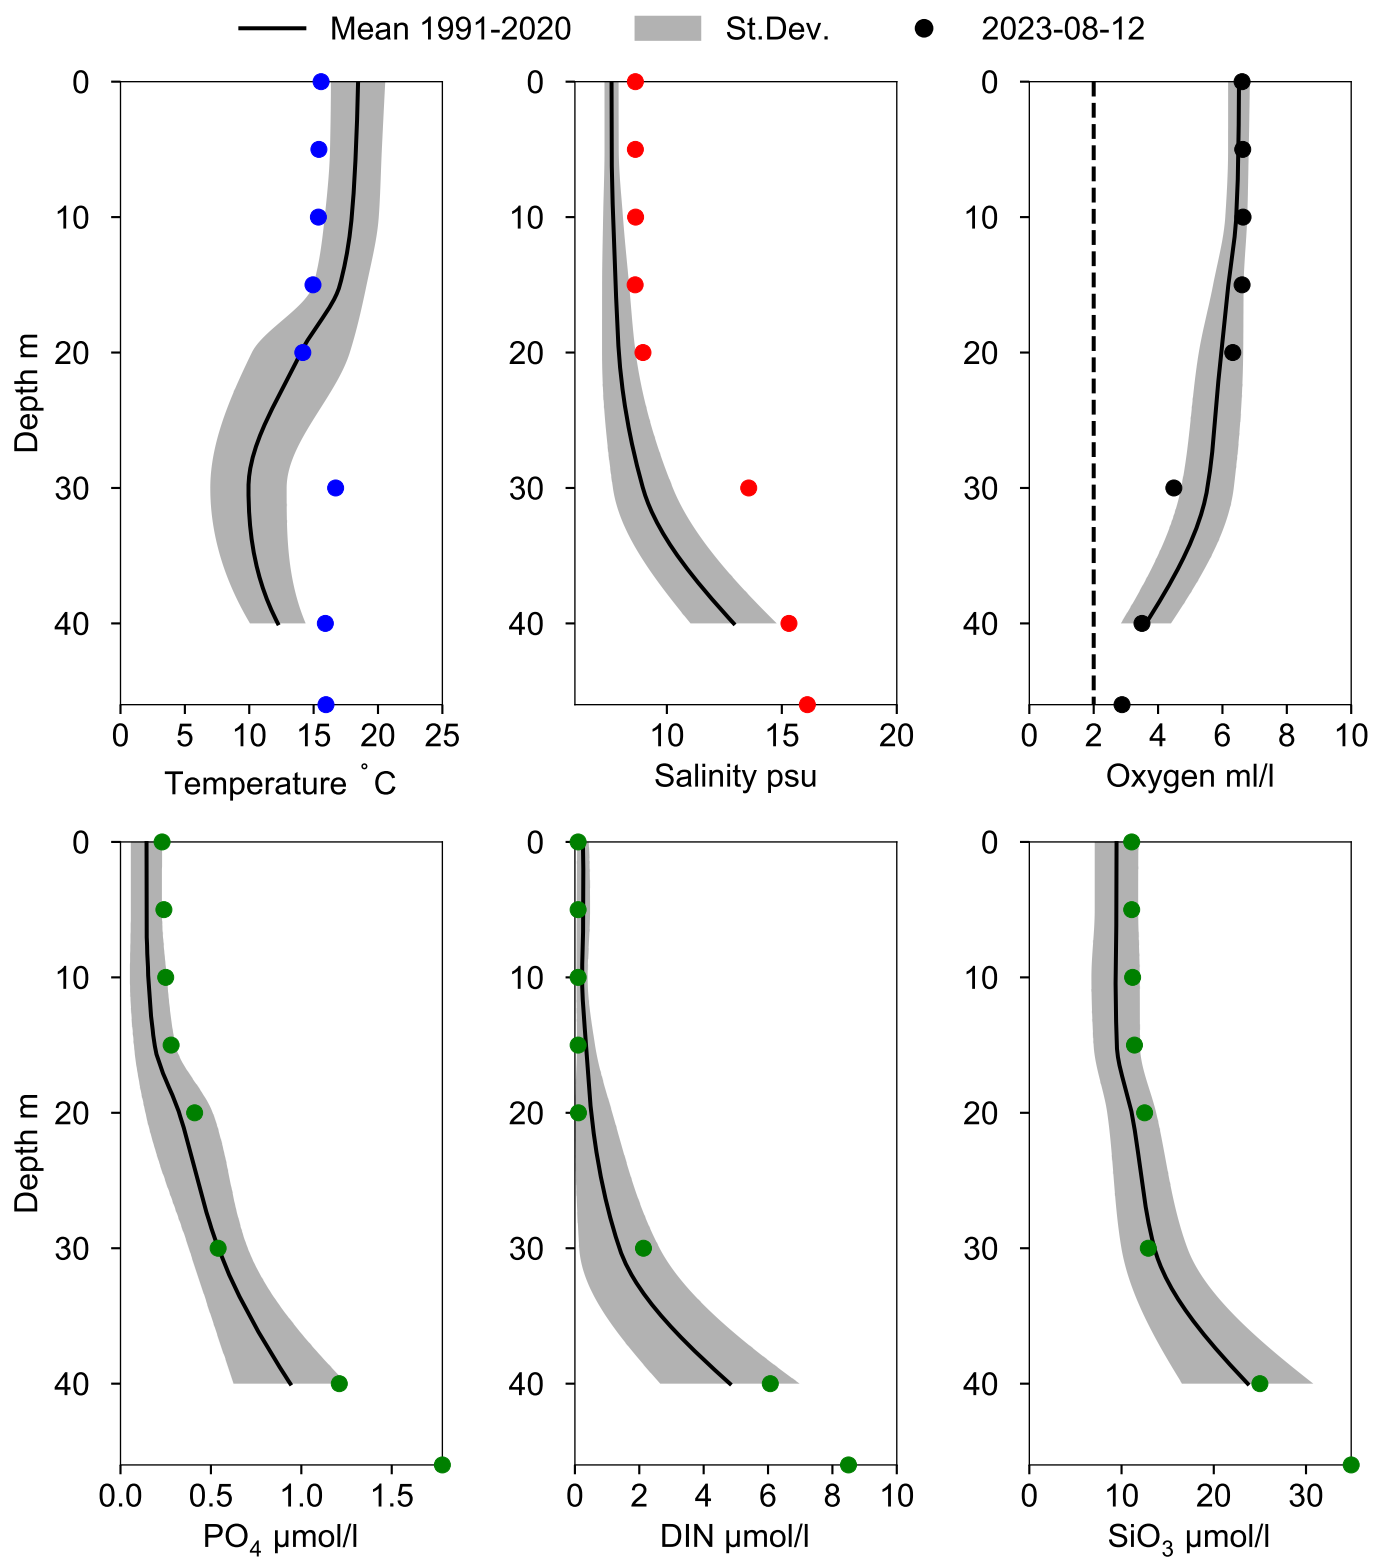 Mean 1991-2020 St.Dev. 2023-08-12
0 0 0
10 10 10
20 20 20
30 30 30
40 40 40
Depth m
0 5 10 15 20 25 10 15 20 0 2 4 6 8 10
Temperature °C Salinity psu Oxygen ml/l
0 0 0
10 10 10
20 20 20
30 30 30
40 40 40
Depth m
0.0 0.5 1.0 1.5 0 2 4 6 8 10 0 10 20 30
PO4 µmol/l DIN µmol/l SiO3 µmol/l